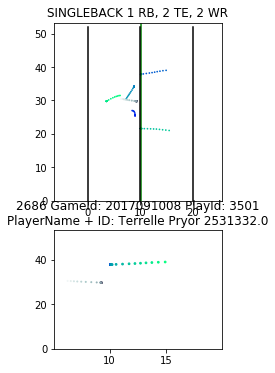 SINGLEBACK 1 RB, 2 TE, 2 WR
50
40
30
20
10
0
0 10 20
2686 GameId: 2017091008 PlayId: 3501
PlayerName + ID: Terrelle Pryor 2531332.0
40
20
0
10 15